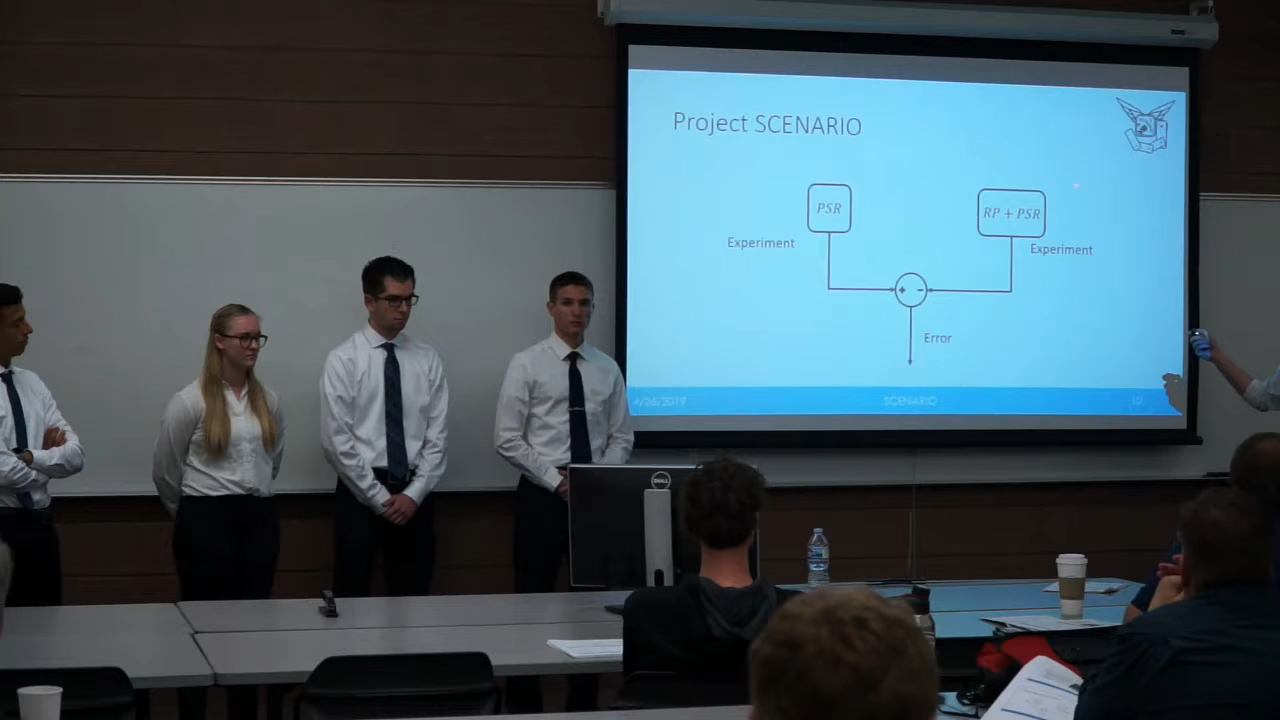 Project SCENARIO
PSR
RP + PSR
Experiment
Experiment
+ -
Error
4/26/2019
SCENARIO
10
DELL